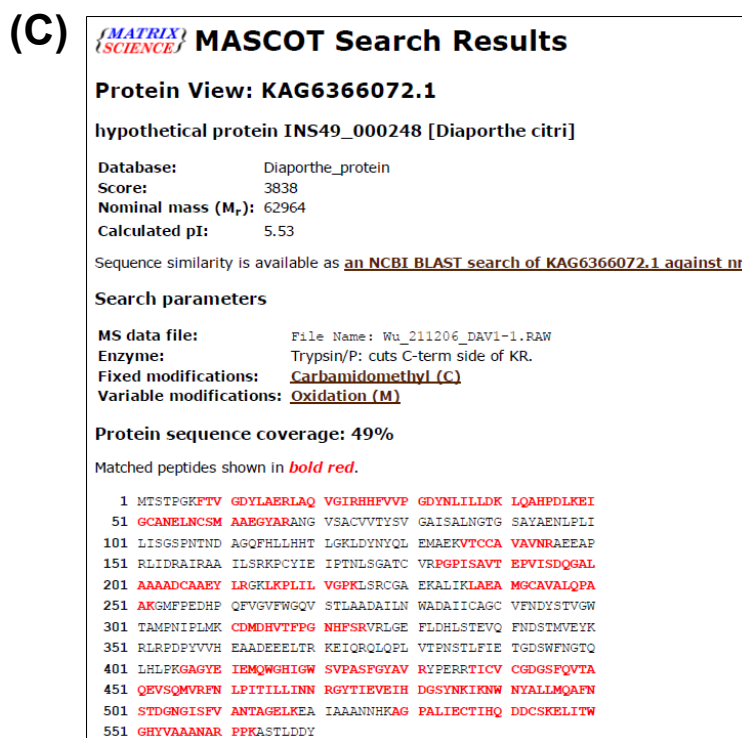 (C)
{MATRIX
{SCIENCE} MASCOT Search Results
Protein View: KAG6366072.1
hypothetical protein INS49_000248 [Diaporthe citri]
Database: Diaporthe_protein
Score: 3838
Nominal mass (Mr): 62964
Calculated pI: 5.53
Sequence similarity is available as an NCBI BLAST search of KAG6366072.1 against nr
Search parameters
MS data file: File Name: Wu_211206_DAV1-1.RAW
Enzyme: Trypsin/P: cuts C-term side of KR.
Fixed modifications: Carbamidomethyl (C)
Variable modifications: Oxidation (M)
Protein sequence coverage: 49%
Matched peptides shown in bold red.
1 MTSTPGKFTV GDYLAERLAQ VGIRHHFVVP GDYNLILLDK LQAHPDLKEI
51 GCANELNCSM AAEGYARANG VSACVVTYSV GAISALNGTG SAYAENLPLI
101 LISGSPNTND AGQFHLLHHT LGKLDYNYQL EMAEKVTCCA VAVNRAEEAP
151 RLIDRAIRAA ILSRKPCYIE IPTNLSGATC VRPGPISAVT EPVISDQGAL
201 AAAADCAAEY LRGKLKPLIL VGPKLSRCGA EKALIKLAEA MGCAVALQPA
251 AKGMFPEDHP QFVGVFWGQV STLAADAILN WADAIICAGC VFNDYSTVGW
301 TAMPNIPLMK CDMDHVTFPG NHFSRVRLGE FLDHLSTEVQ FNDSTMVEYK
351 RLRPDPYVVH EAADEEELTR KEIQRQLQPL VTPNSTLFIE TGDSWFNGTQ
401 LHLPKGAGYE IEMQWGHIGW SVPASFGYAV RYPERRTICV CGDGSFQVTA
451 QEVSQMVRFN LPITILLINN RGYTIEVEIH DGSYNKIKNW NYALLMQAFN
501 STDGNGISFV ANTAGELKEA IAAANNHKAG PALIECTIHQ DDCSKELITW
551 GHYVAAANAR PPKASTLDDY